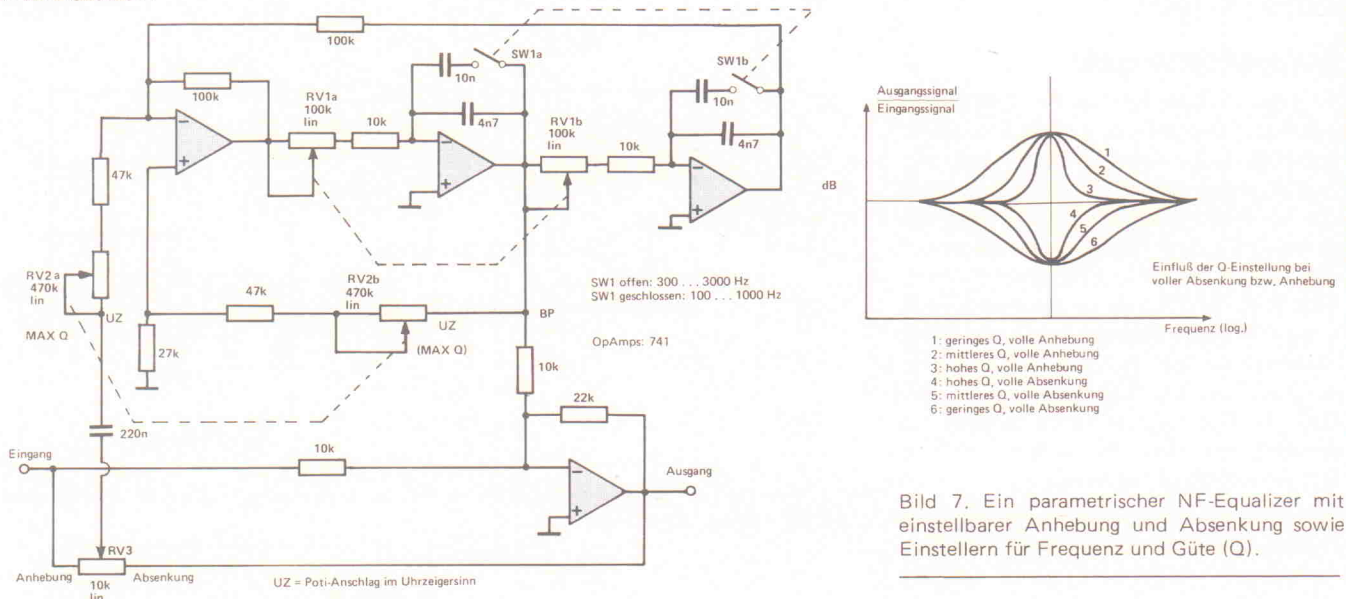 100k
SW1a
10n
SW1b
100k
RV1a
100k
lin
10k
4n7
10n
RV1b
100k
lin
10k
4n7
47k
RV2a
470k
lin
UZ
MAX Q
27k
47k
RV2b
470k
lin
UZ
(MAX Q)
BP
SW1 offen: 300 ... 3000 Hz
SW1 geschlossen: 100 ... 1000 Hz
OpAmps: 741
10k
22k
220n
Eingang
10k
Ausgang
RV3
Anhebung
Absenkung
10k
lin
UZ = Poti-Anschlag im Uhrzeigersinn
Ausgangssignal
Eingangssignal
dB
1
2
3
4
5
6
Einfluß der Q-Einstellung bei
voller Absenkung bzw. Anhebung
Frequenz (log.)
1: geringes Q, volle Anhebung
2: mittleres Q, volle Anhebung
3: hohes Q, volle Anhebung
4: hohes Q, volle Absenkung
5: mittleres Q, volle Absenkung
6: geringes Q, volle Absenkung
Bild 7. Ein parametrischer NF-Equalizer mit
einstellbarer Anhebung und Absenkung sowie
Einstellern für Frequenz und Güte (Q).